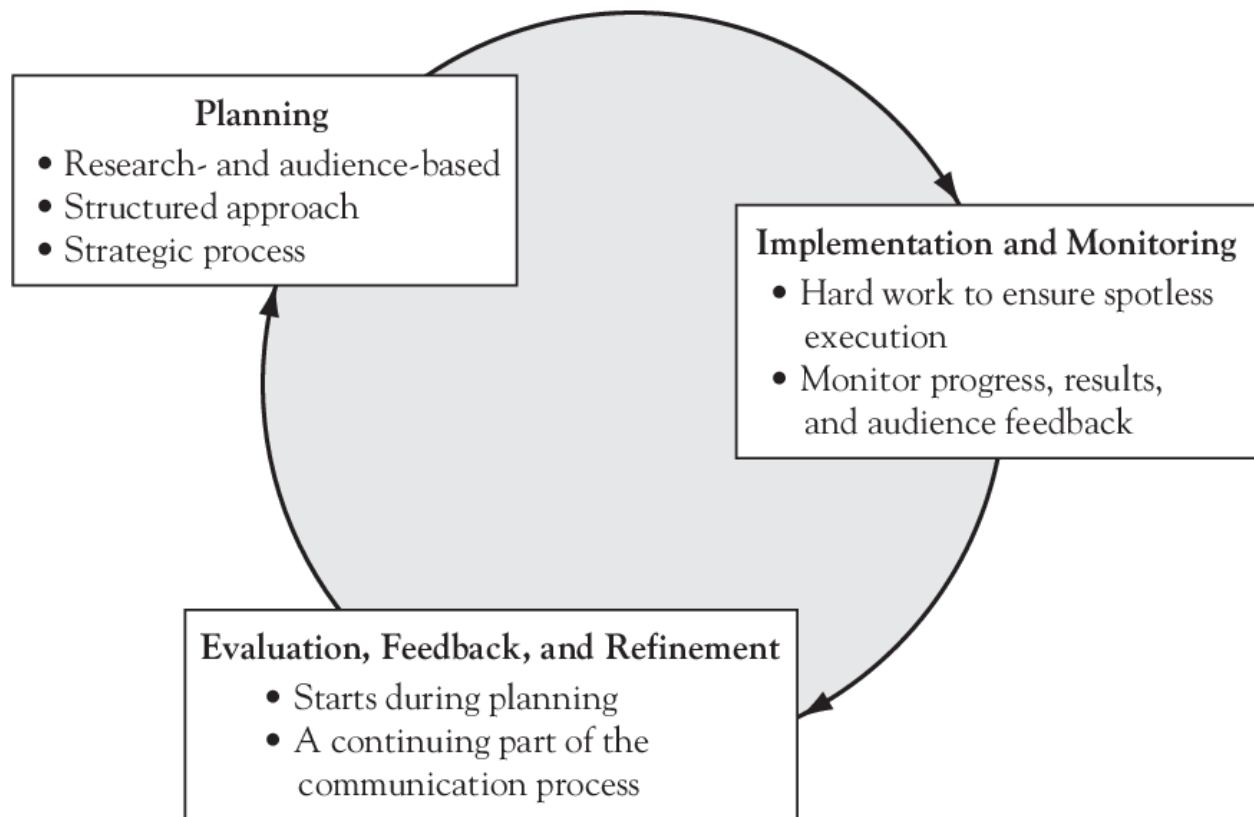 Planning
• Research- and audience-based
• Structured approach
• Strategic process
Implementation and Monitoring
• Hard work to ensure spotless
execution
• Monitor progress, results,
and audience feedback
Evaluation, Feedback, and Refinement
• Starts during planning
• A continuing part of the
communication process